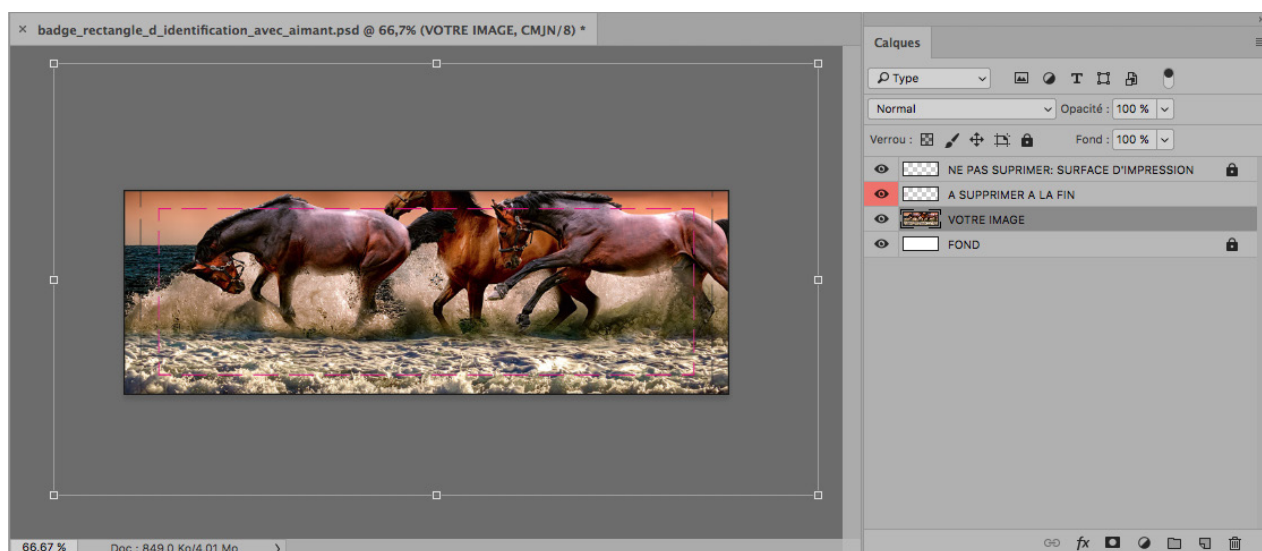 × badge_rectangle_d_identification_avec_aimant.psd @ 66,7% (VOTRE IMAGE, CMJN/8) *
Calques
Type
Normal
Opacité : 100 %
Verrou :
Fond : 100 %
NE PAS SUPRIMER: SURFACE D'IMPRESSION
A SUPPRIMER A LA FIN
VOTRE IMAGE
FOND
66,67 %
Doc : 849,0 Ko/4,01 Mo
fx